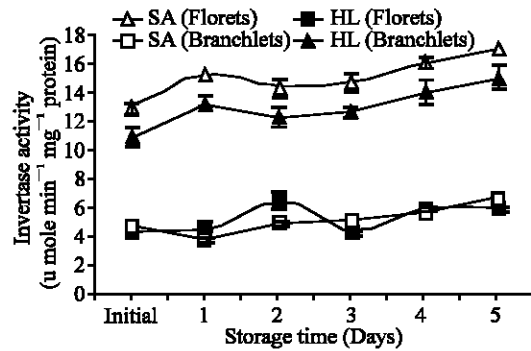 SA (Florets) HL (Florets)
SA (Branchlets) HL (Branchlets)
Invertase activity
(u mole min⁻¹ mg⁻¹ protein)
18
16
14
12
10
8
6
4
2
0
Initial 1 2 3 4 5
Storage time (Days)